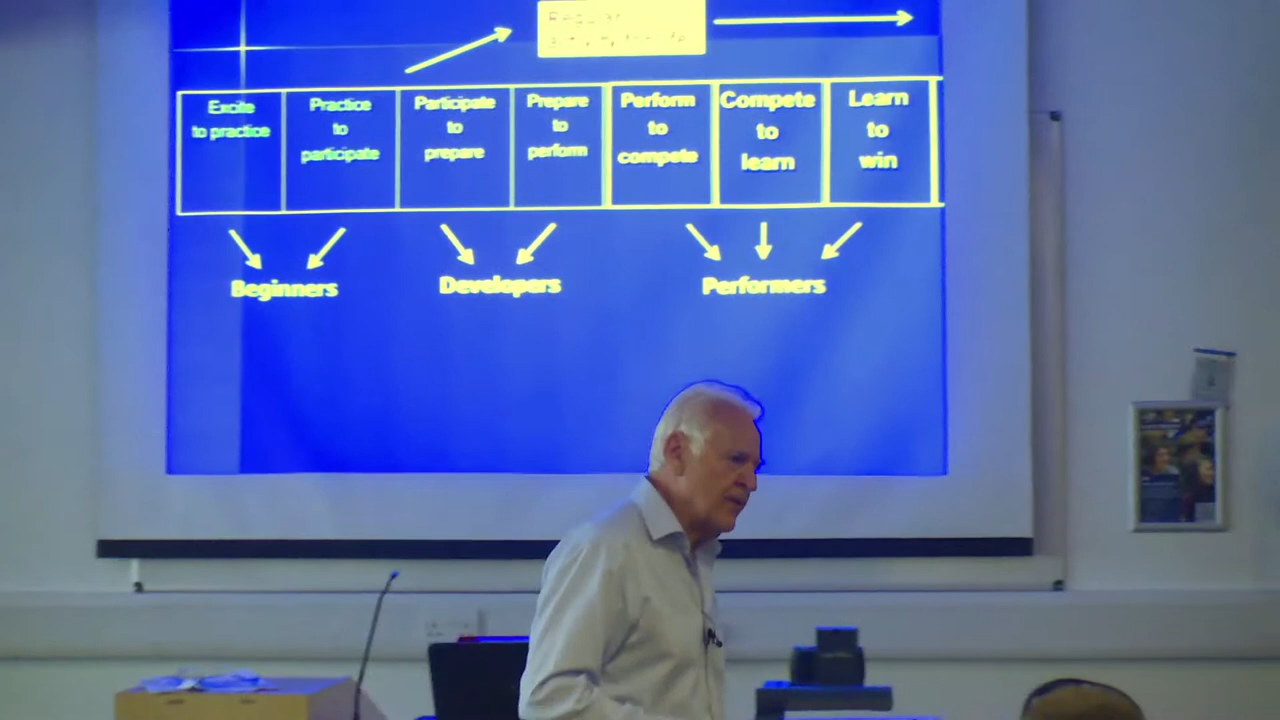 Regular
Excite
to practice
Practice
to
participate
Participate
to
prepare
Prepare
to
perform
Perform
to
compete
Compete
to
learn
Learn
to
win
Beginners
Developers
Performers